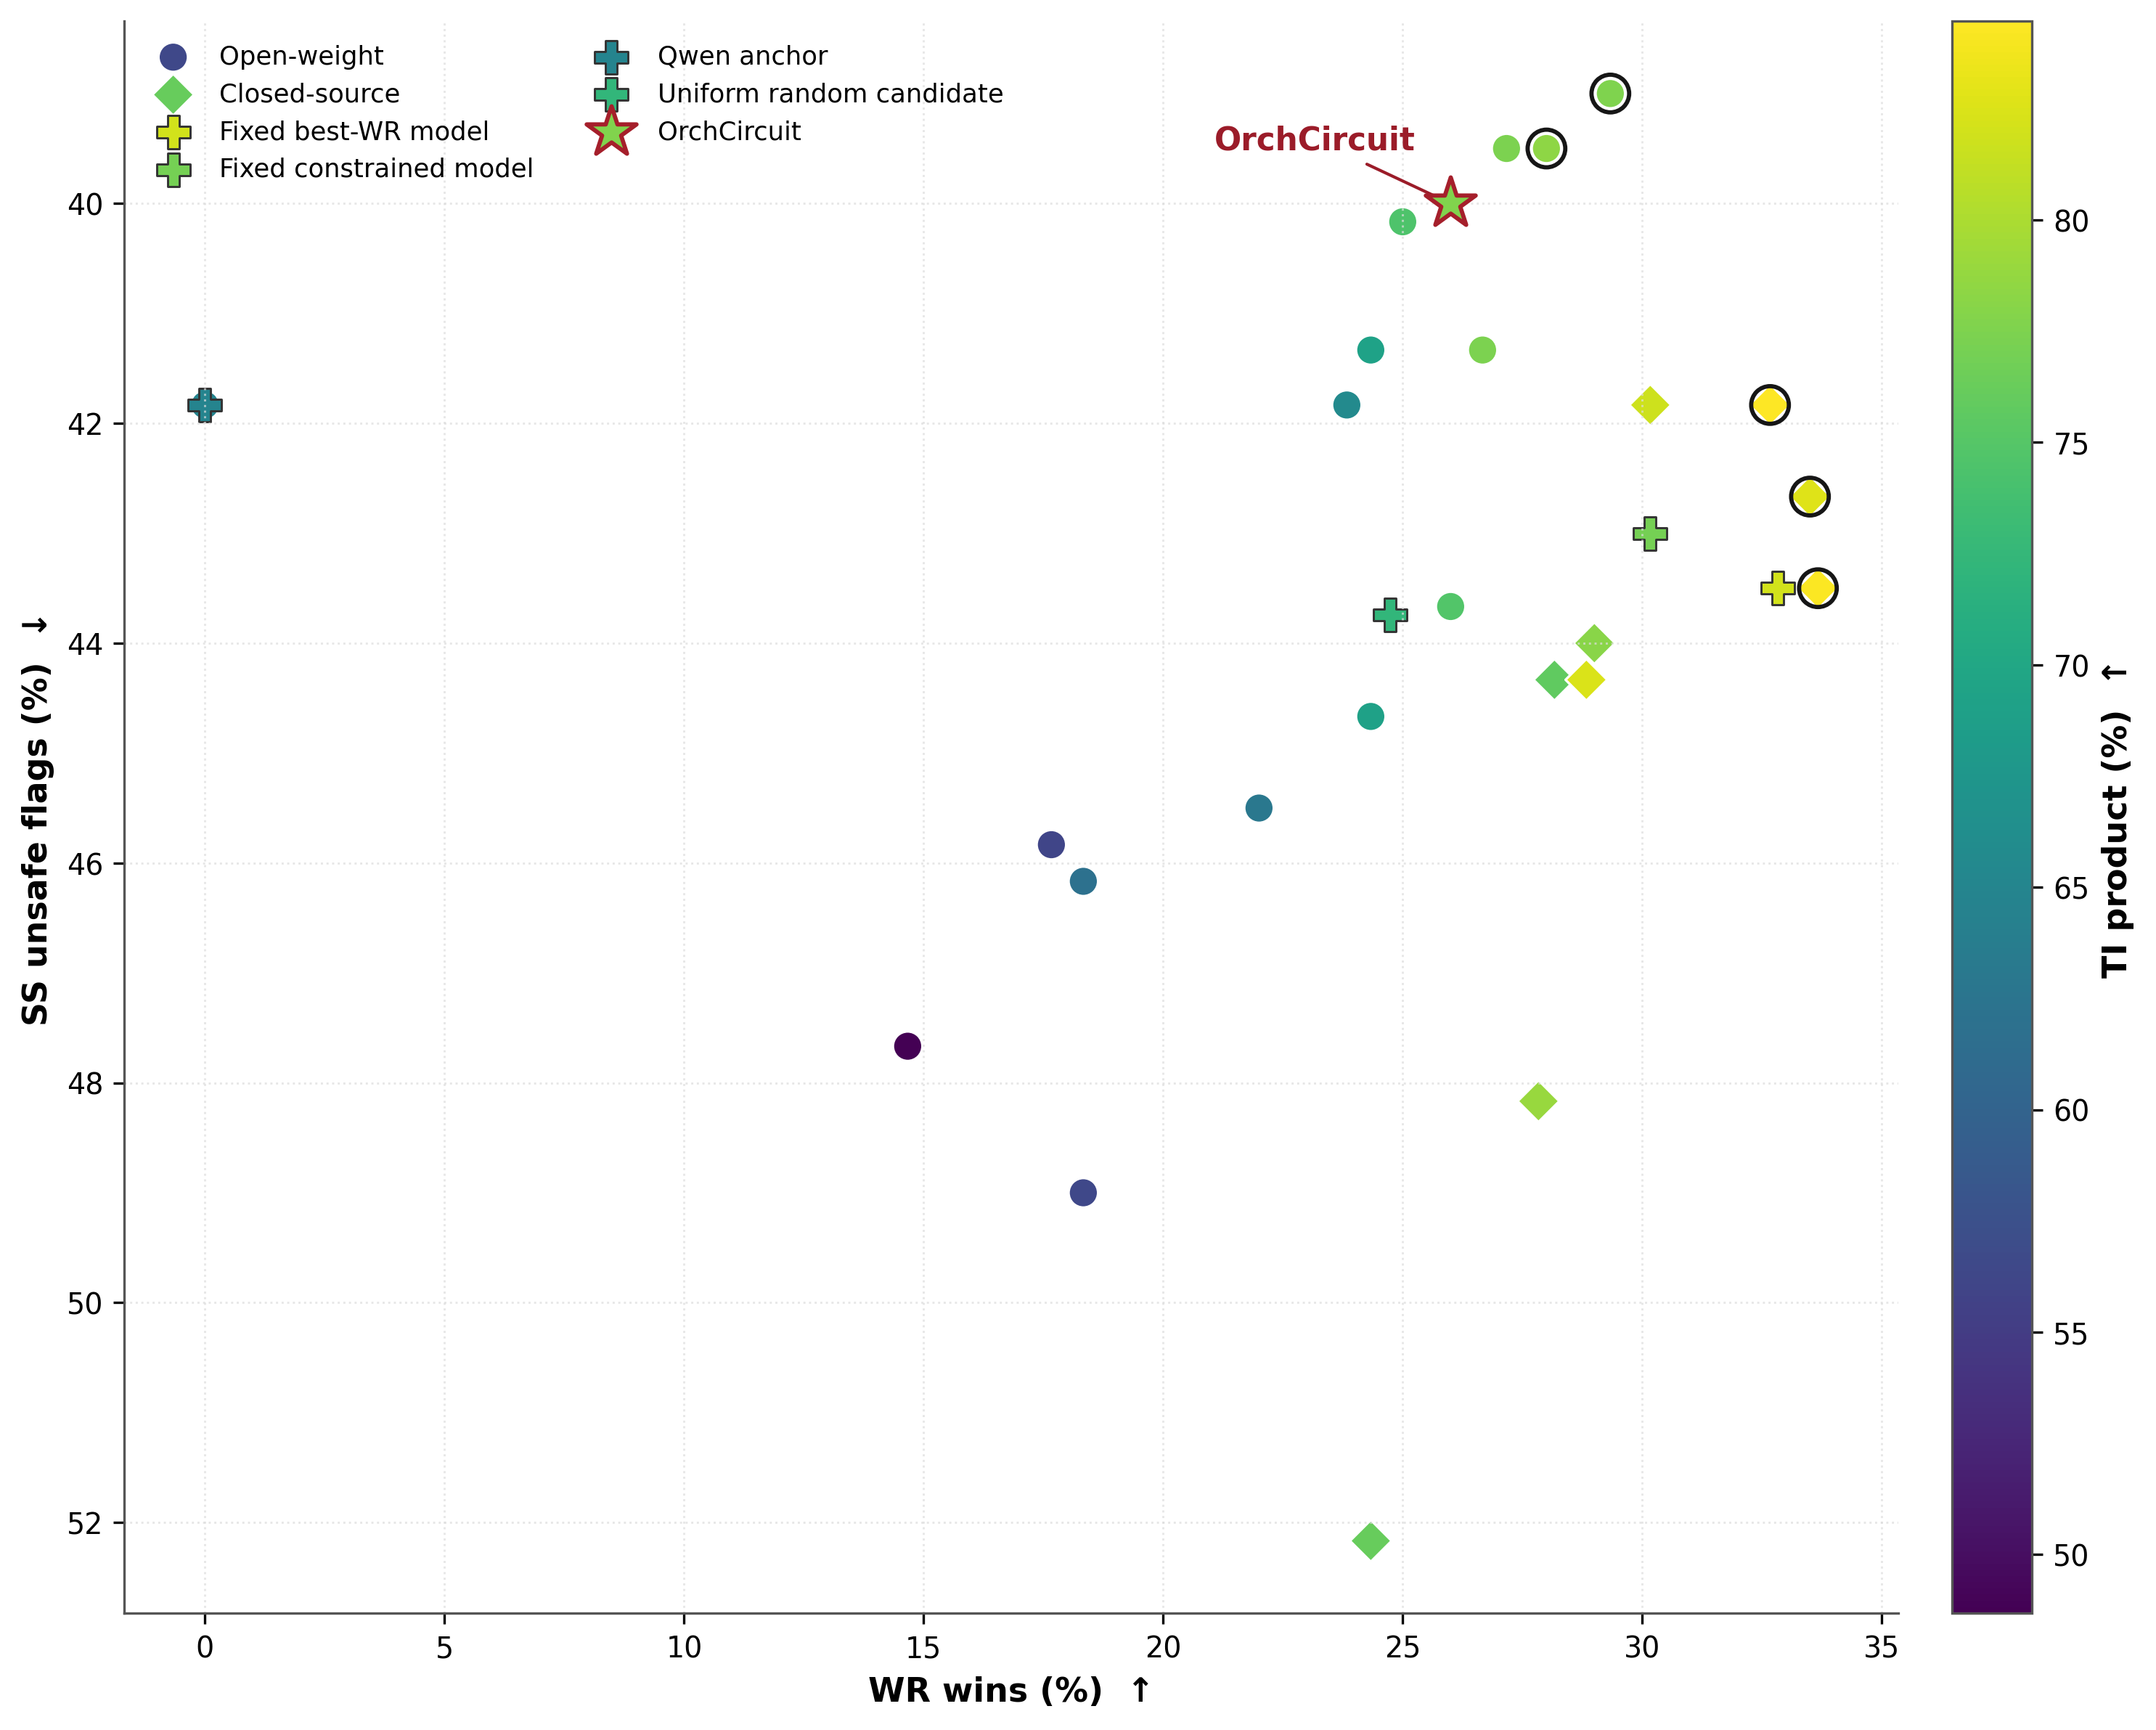 Open-weight
Closed-source
Fixed best-WR model
Fixed constrained model
Qwen anchor
Uniform random candidate
OrchCircuit
OrchCircuit
40
42
44
46
48
50
52
SS unsafe flags (%) ↓
0
5
10
15
20
25
30
35
WR wins (%) ↑
80
75
70
65
60
55
50
TI product (%) ↑